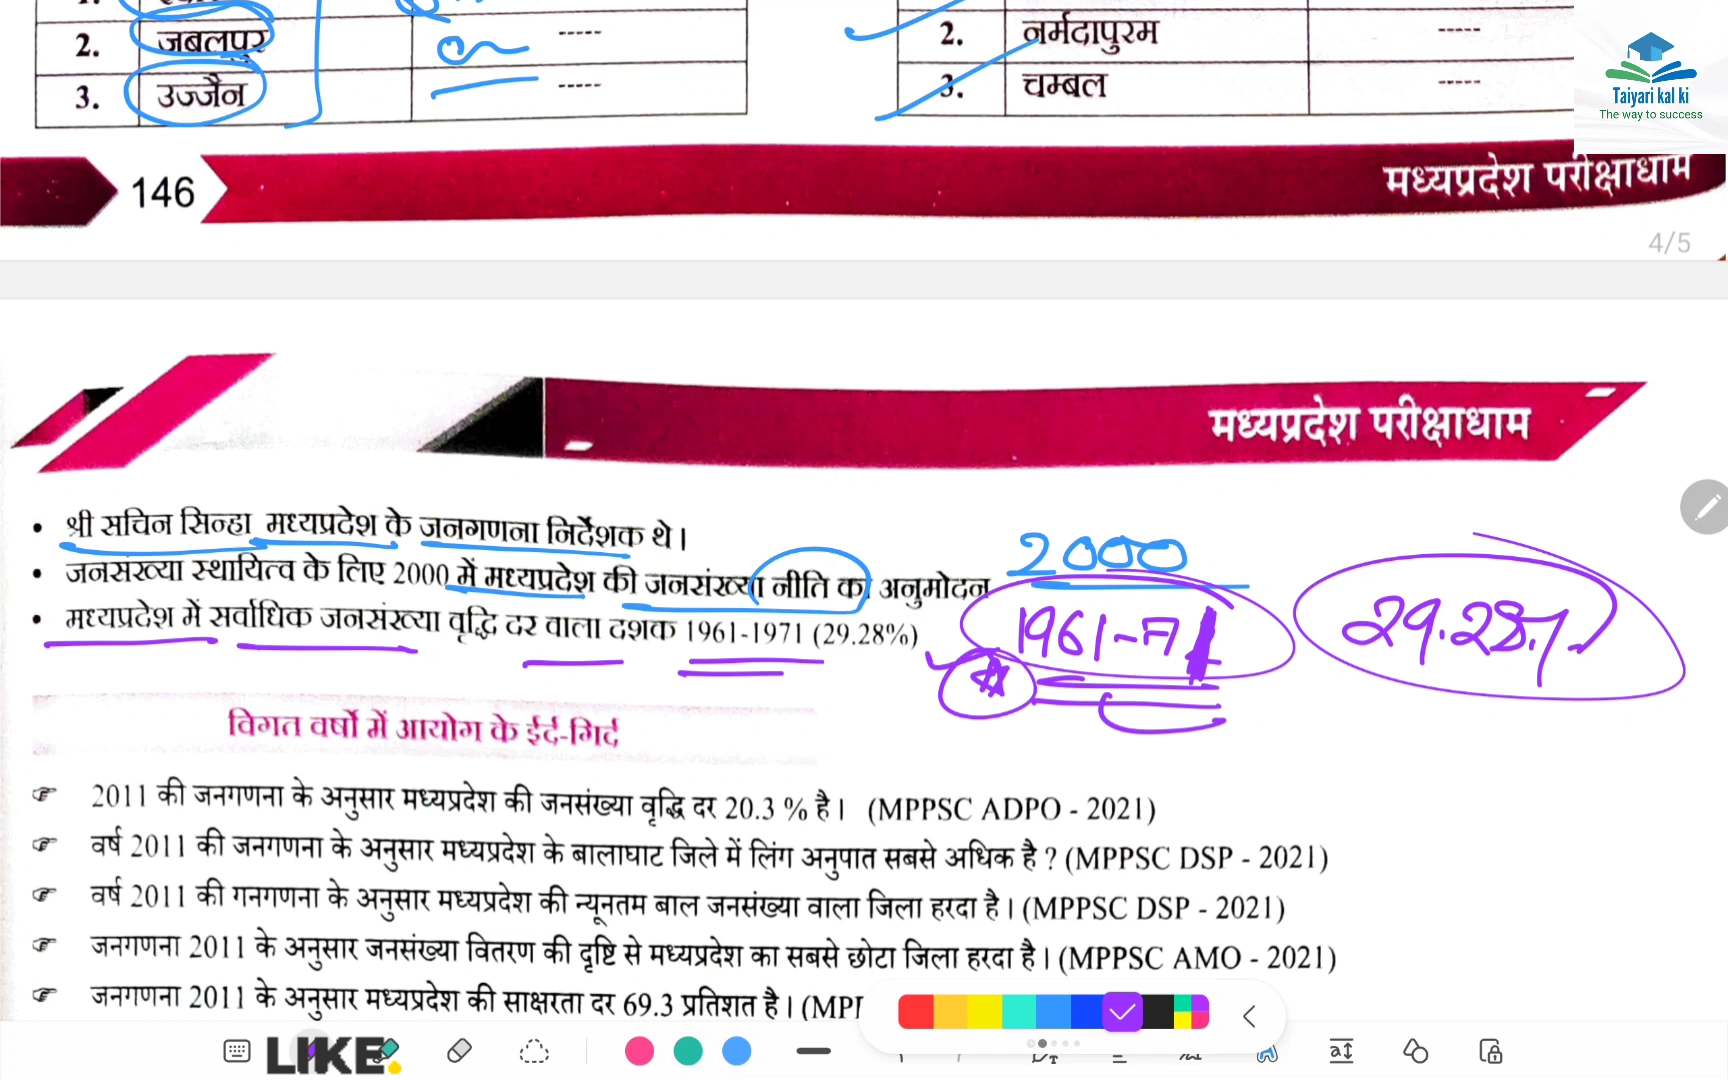 2. जबलपुर ----- 2. नर्मदापुरम -----
3. उज्जैन ----- 3. चम्बल -----
Taiyari kal ki
The way to success
146 मध्यप्रदेश परीक्षाधाम
4/5
मध्यप्रदेश परीक्षाधाम
• श्री सचिन सिन्हा मध्यप्रदेश के जनगणना निर्देशक थे।
• जनसंख्या स्थायित्व के लिए 2000 में मध्यप्रदेश की जनसंख्या नीति का अनुमोदन
2000
• मध्यप्रदेश में सर्वाधिक जनसंख्या वृद्धि दर वाला दशक 1961-1971 (29.28%)
1961-71 29.28%
विगत वर्षो में आयोग के ईर्द-गिर्द
☞ 2011 की जनगणना के अनुसार मध्यप्रदेश की जनसंख्या वृद्धि दर 20.3 % है। (MPPSC ADPO - 2021)
☞ वर्ष 2011 की जनगणना के अनुसार मध्यप्रदेश के बालाघाट जिले में लिंग अनुपात सबसे अधिक है ? (MPPSC DSP - 2021)
☞ वर्ष 2011 की गनगणना के अनुसार मध्यप्रदेश की न्यूनतम बाल जनसंख्या वाला जिला हरदा है। (MPPSC DSP - 2021)
☞ जनगणना 2011 के अनुसार जनसंख्या वितरण की दृष्टि से मध्यप्रदेश का सबसे छोटा जिला हरदा है। (MPPSC AMO - 2021)
☞ जनगणना 2011 के अनुसार मध्यप्रदेश की साक्षरता दर 69.3 प्रतिशत है। (MPP
LIKE